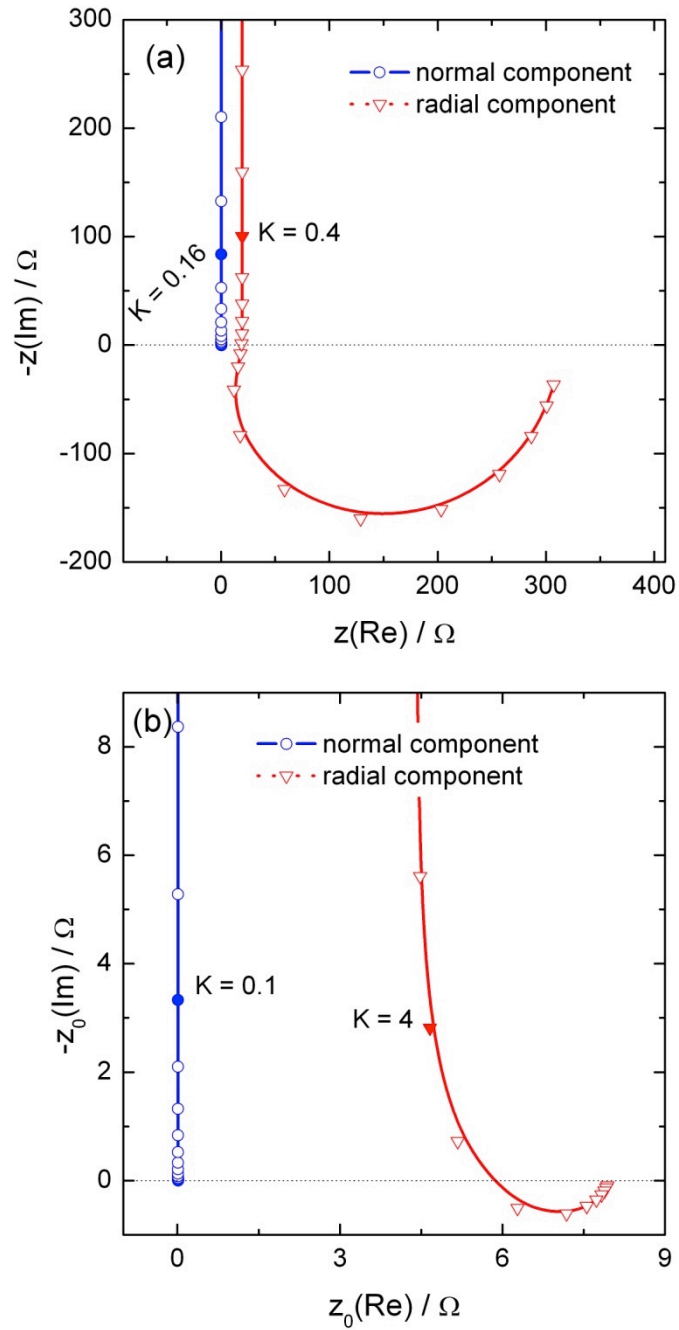 300
(a)
normal component
radial component
200
K = 0.4
100
K = 0.16
0
-100
-200
-z(Im) / Ω
0 100 200 300 400
z(Re) / Ω
(b)
normal component
radial component
8
6
4
K = 0.1
K = 4
2
0
-z₀(Im) / Ω
0 3 6 9
z₀(Re) / Ω